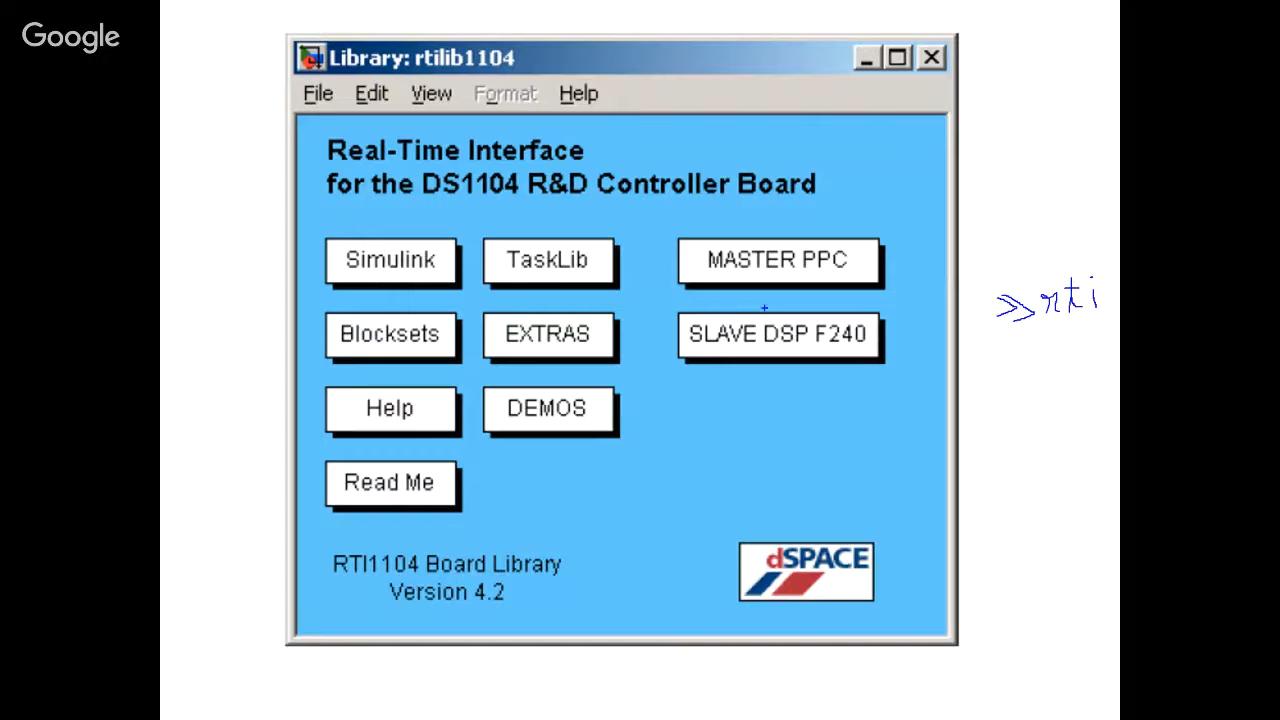 Google
Library: rtilib1104
File Edit View Format Help
Real-Time Interface
for the DS1104 R&D Controller Board
Simulink TaskLib MASTER PPC
>>rti
Blocksets EXTRAS SLAVE DSP F240
Help DEMOS
Read Me
RTI1104 Board Library
Version 4.2
dSPACE